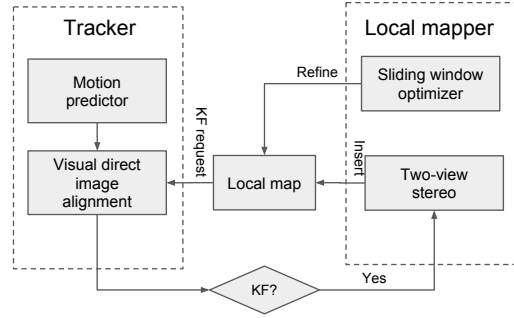 Tracker
Motion
predictor
Visual direct
image
alignment
KF request
Local map
Refine
Insert
Local mapper
Sliding window
optimizer
Two-view
stereo
KF?
Yes